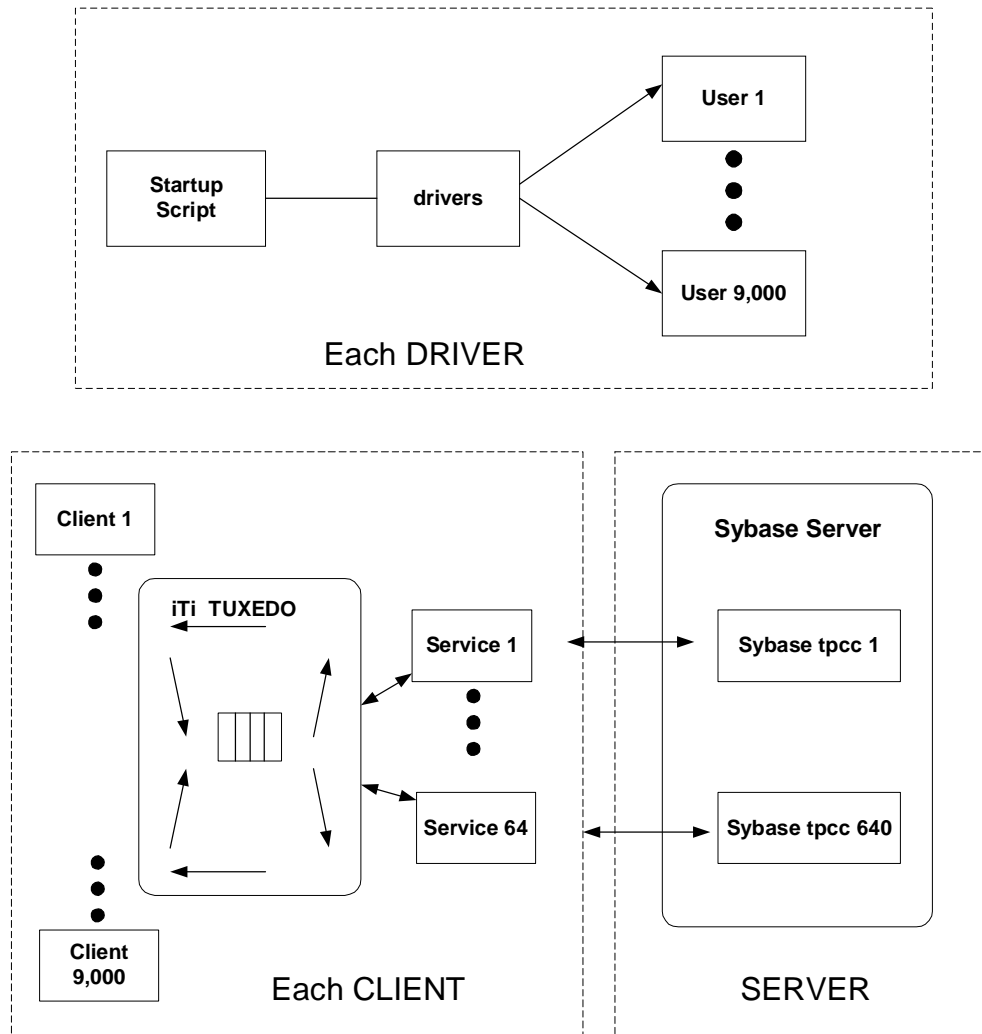 User 1
Startup
Script
drivers
User 9,000
Each DRIVER
Client 1
Sybase Server
iTi TUXEDO
Service 1
Sybase tpcc 1
Service 64
Sybase tpcc 640
Client
9,000
Each CLIENT
SERVER